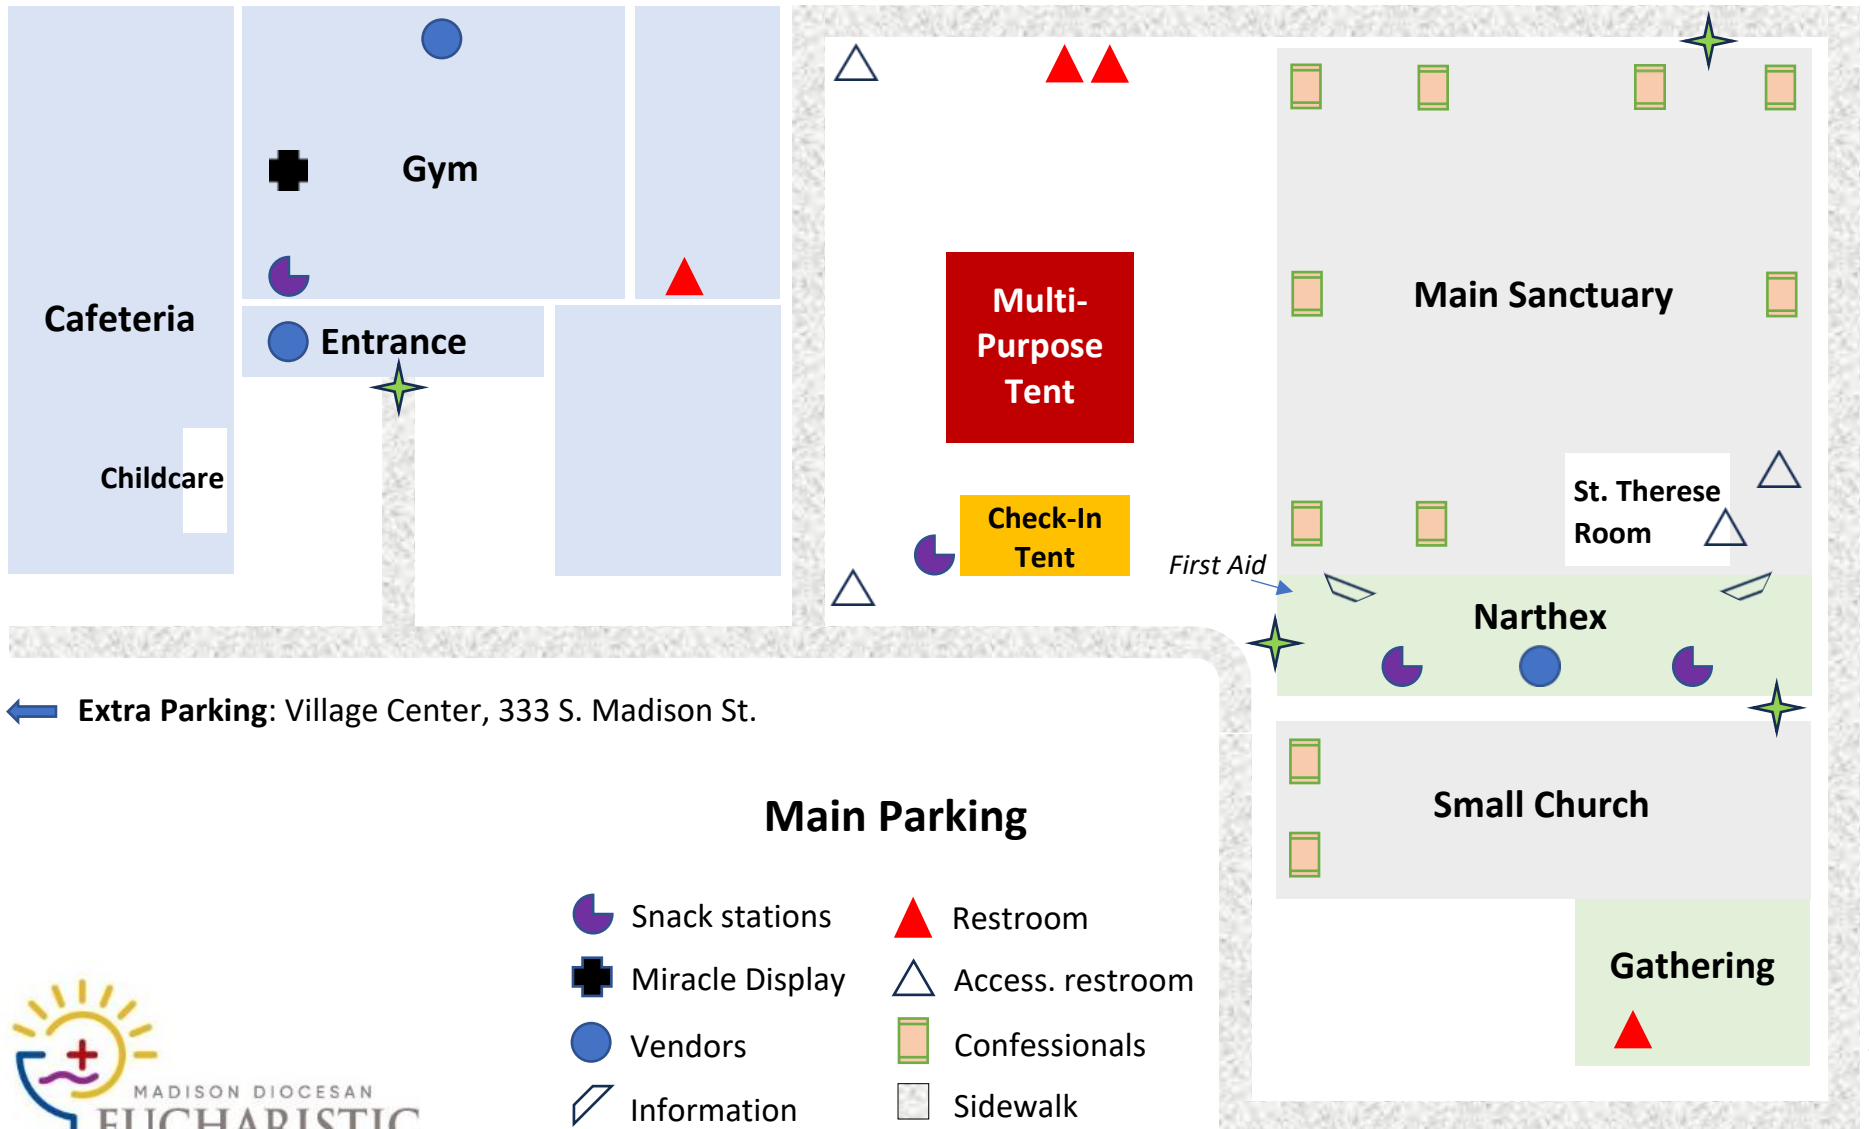 Gym
Cafeteria
Entrance
Childcare
Multi-
Purpose
Tent
Check-In
Tent
Main Sanctuary
St. Therese
Room
First Aid
Narthex
Extra Parking: Village Center, 333 S. Madison St.
Small Church
Main Parking
Gathering
Snack stations
Restroom
Miracle Display
Access. restroom
Vendors
Confessionals
Information
Sidewalk
MADISON DIOCESAN
EUCHARISTIC